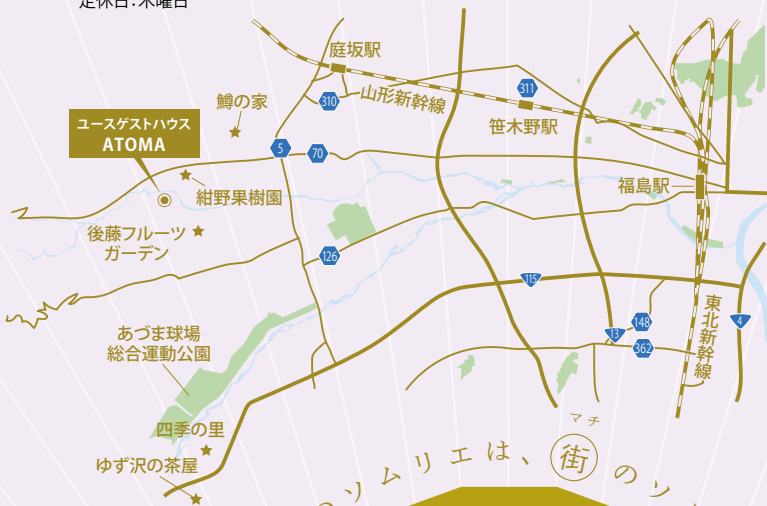 定休日：木曜日
庭坂駅
鱒の家
310
山形新幹線
311
笹木野駅
ユースゲストハウス
ATOMA
5
70
紺野果樹園
福島駅
後藤フルーツ
ガーデン
126
115
あづま球場
総合運動公園
148
13
362
4
東北新幹線
四季の里
ゆず沢の茶屋
マチ
のソムリエは、街のソ